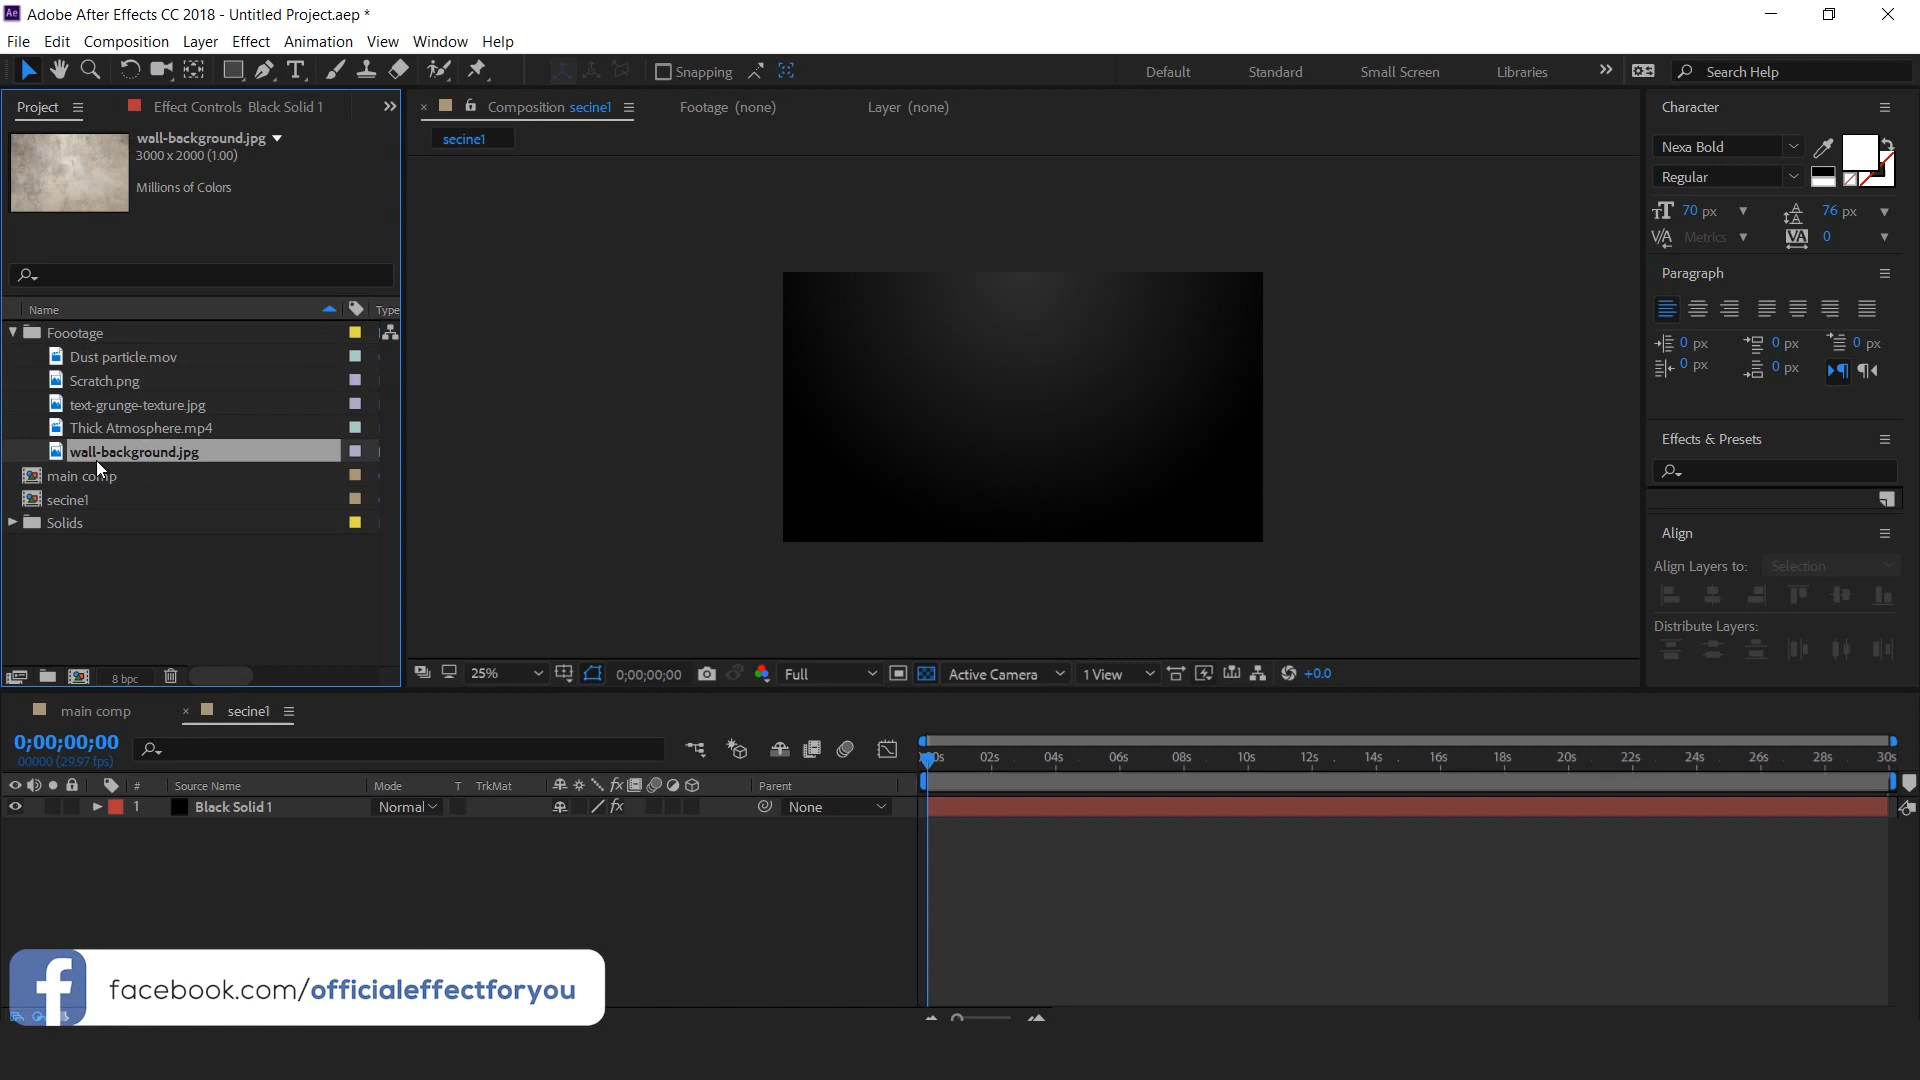 Adobe After Effects CC 2018 - Untitled Project.aep *
File Edit Composition Layer Effect Animation View Window Help
Snapping Default Standard Small Screen Libraries Search Help
Project Effect Controls Black Solid 1
Composition secine1 Footage (none) Layer (none)
secine1
wall-background.jpg
3000 x 2000 (1.00)
Millions of Colors
Name Type
Foootage
Dust particle.mov
Scratch.png
text-grunge-texture.jpg
Thick Atmosphere.mp4
wall-background.jpg
main comp
secine1
Solids
8 bpc
25% 0;00;00;00 Full Active Camera 1 View +0.0
Character
Nexa Bold
Regular
70 px 76 px
Metrics 0
Paragraph
0 px 0 px 0 px
0 px 0 px
Effects & Presets
Align
Align Layers to: Selection
Distribute Layers:
main comp secine1
0;00;00;00
00000 (29.97 fps)
02s 04s 06s 08s 10s 12s 14s 16s 18s 20s 22s 24s 26s 28s 30s
# Source Name Mode T TrkMat Parent
1 Black Solid 1 Normal fx None
facebook.com/officialeffectforyou